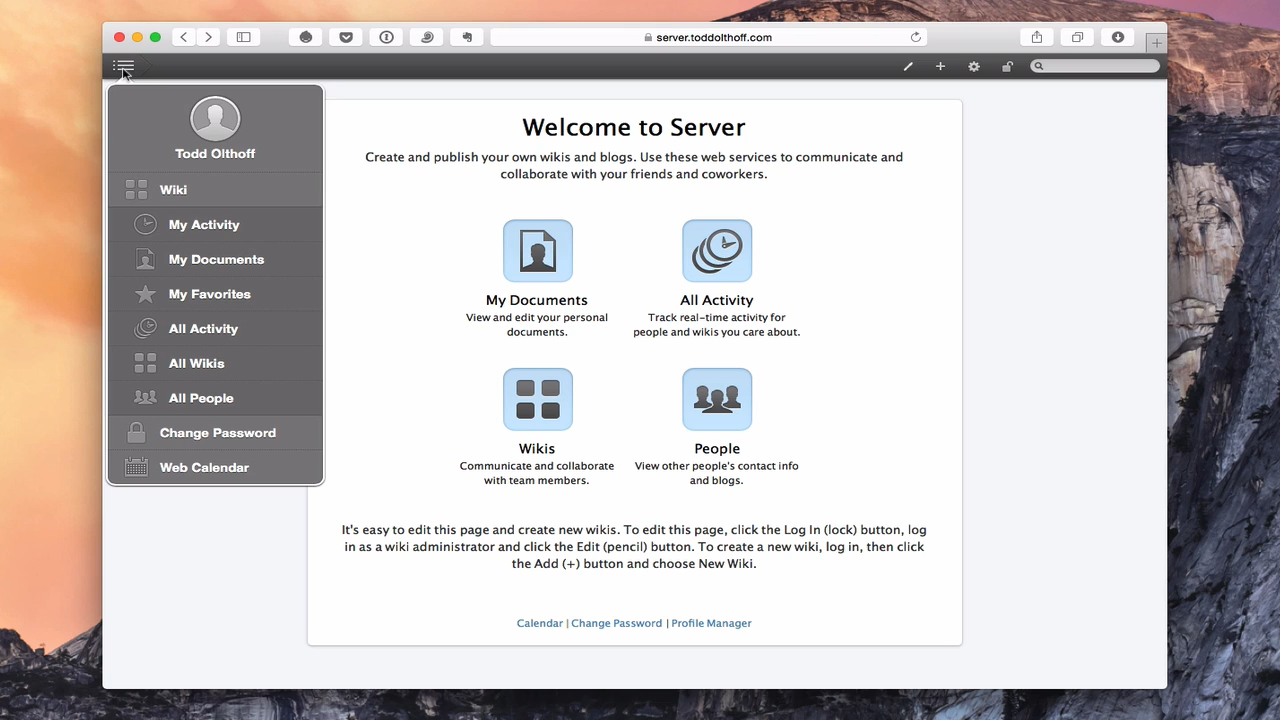 server.toddolthoff.com
Todd Olthoff
Wiki
My Activity
My Documents
My Favorites
All Activity
All Wikis
All People
Change Password
Web Calendar
Welcome to Server
Create and publish your own wikis and blogs. Use these web services to communicate and
collaborate with your friends and coworkers.
My Documents
View and edit your personal
documents.
All Activity
Track real-time activity for
people and wikis you care about.
Wikis
Communicate and collaborate
with team members.
People
View other people's contact info
and blogs.
It's easy to edit this page and create new wikis. To edit this page, click the Log In (lock) button, log
in as a wiki administrator and click the Edit (pencil) button. To create a new wiki, log in, then click
the Add (+) button and choose New Wiki.
Calendar | Change Password | Profile Manager